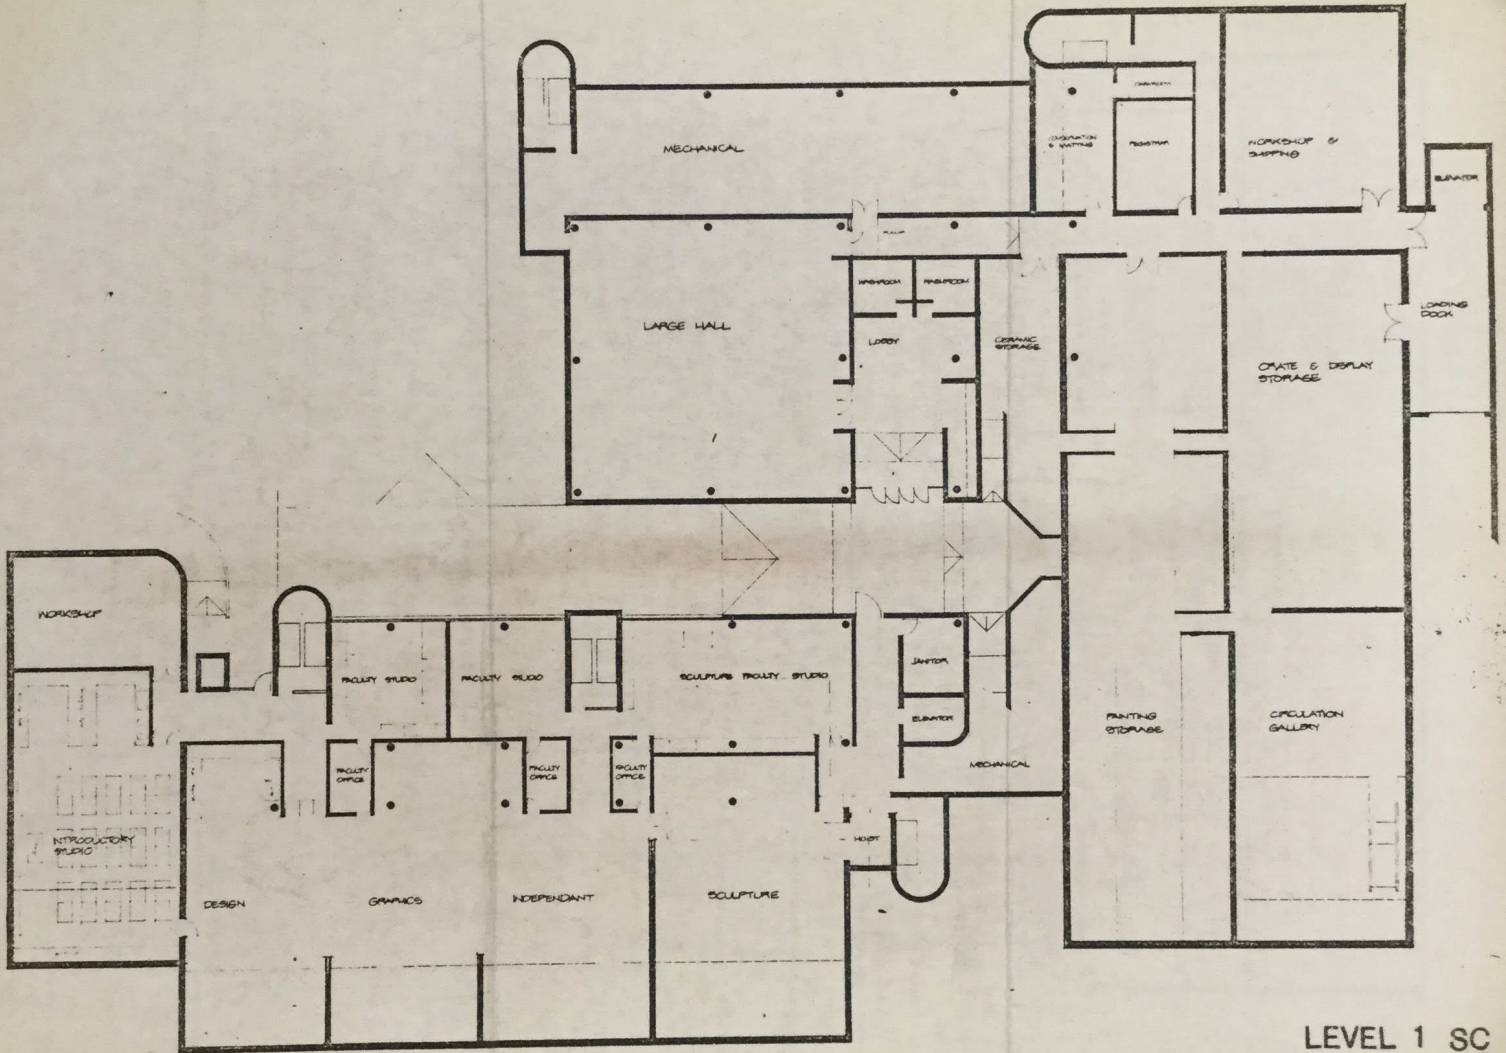 MECHANICAL
CONSERVATION
& MATTING
REGISTRAR
WORKSHOP &
SHIPPING
ELEVATOR
WASHROOM
WASHROOM
LARGE HALL
LOBBY
CERAMIC
STORAGE
LOADING
DOCK
CRATE & DISPLAY
STORAGE
WORKSHOP
FACULTY STUDIO
FACULTY STUDIO
SCULPTURE FACULTY STUDIO
JANITOR
ELEVATOR
PAINTING
STORAGE
CIRCULATION
GALLERY
FACULTY
OFFICE
FACULTY
OFFICE
FACULTY
OFFICE
MECHANICAL
INTRODUCTORY
STUDIO
HOIST
DESIGN
GRAPHICS
INDEPENDANT
SCULPTURE
LEVEL 1 SC